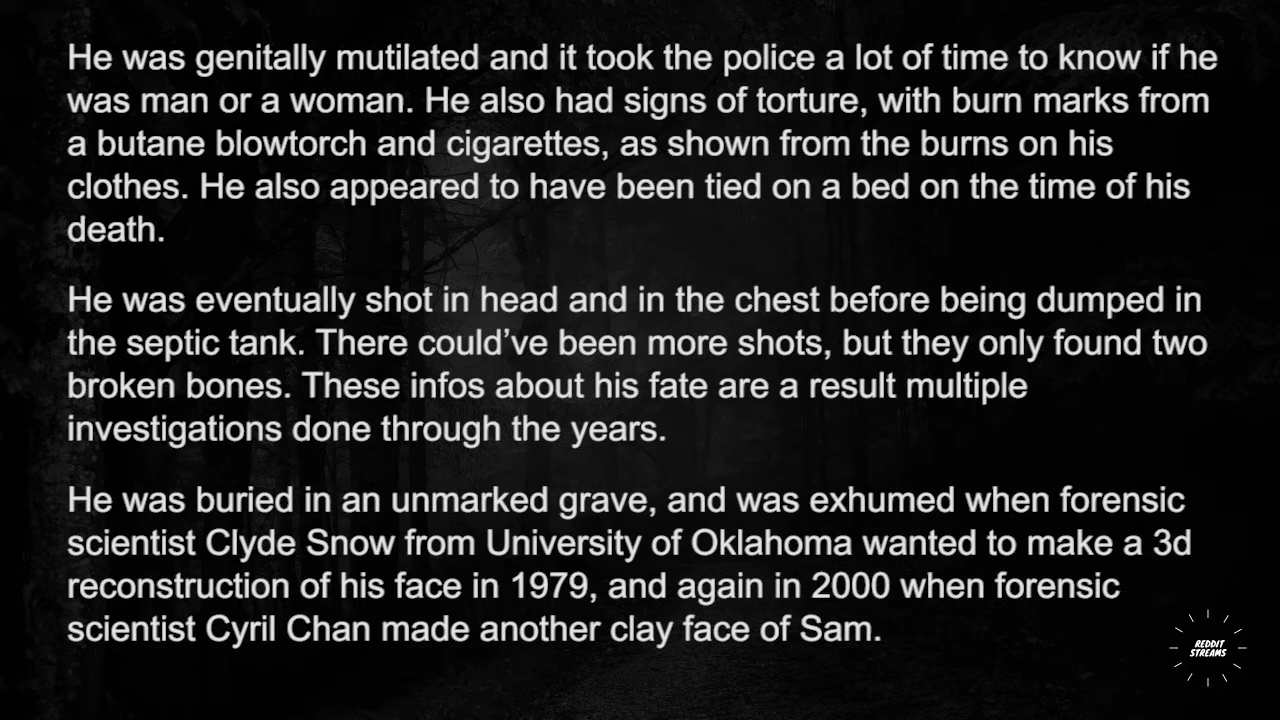 He was genitally mutilated and it took the police a lot of time to know if he
was man or a woman. He also had signs of torture, with burn marks from
a butane blowtorch and cigarettes, as shown from the burns on his
clothes. He also appeared to have been tied on a bed on the time of his
death.
He was eventually shot in head and in the chest before being dumped in
the septic tank. There could’ve been more shots, but they only found two
broken bones. These infos about his fate are a result multiple
investigations done through the years.
He was buried in an unmarked grave, and was exhumed when forensic
scientist Clyde Snow from University of Oklahoma wanted to make a 3d
reconstruction of his face in 1979, and again in 2000 when forensic
scientist Cyril Chan made another clay face of Sam.
REDDIT
STREAMS